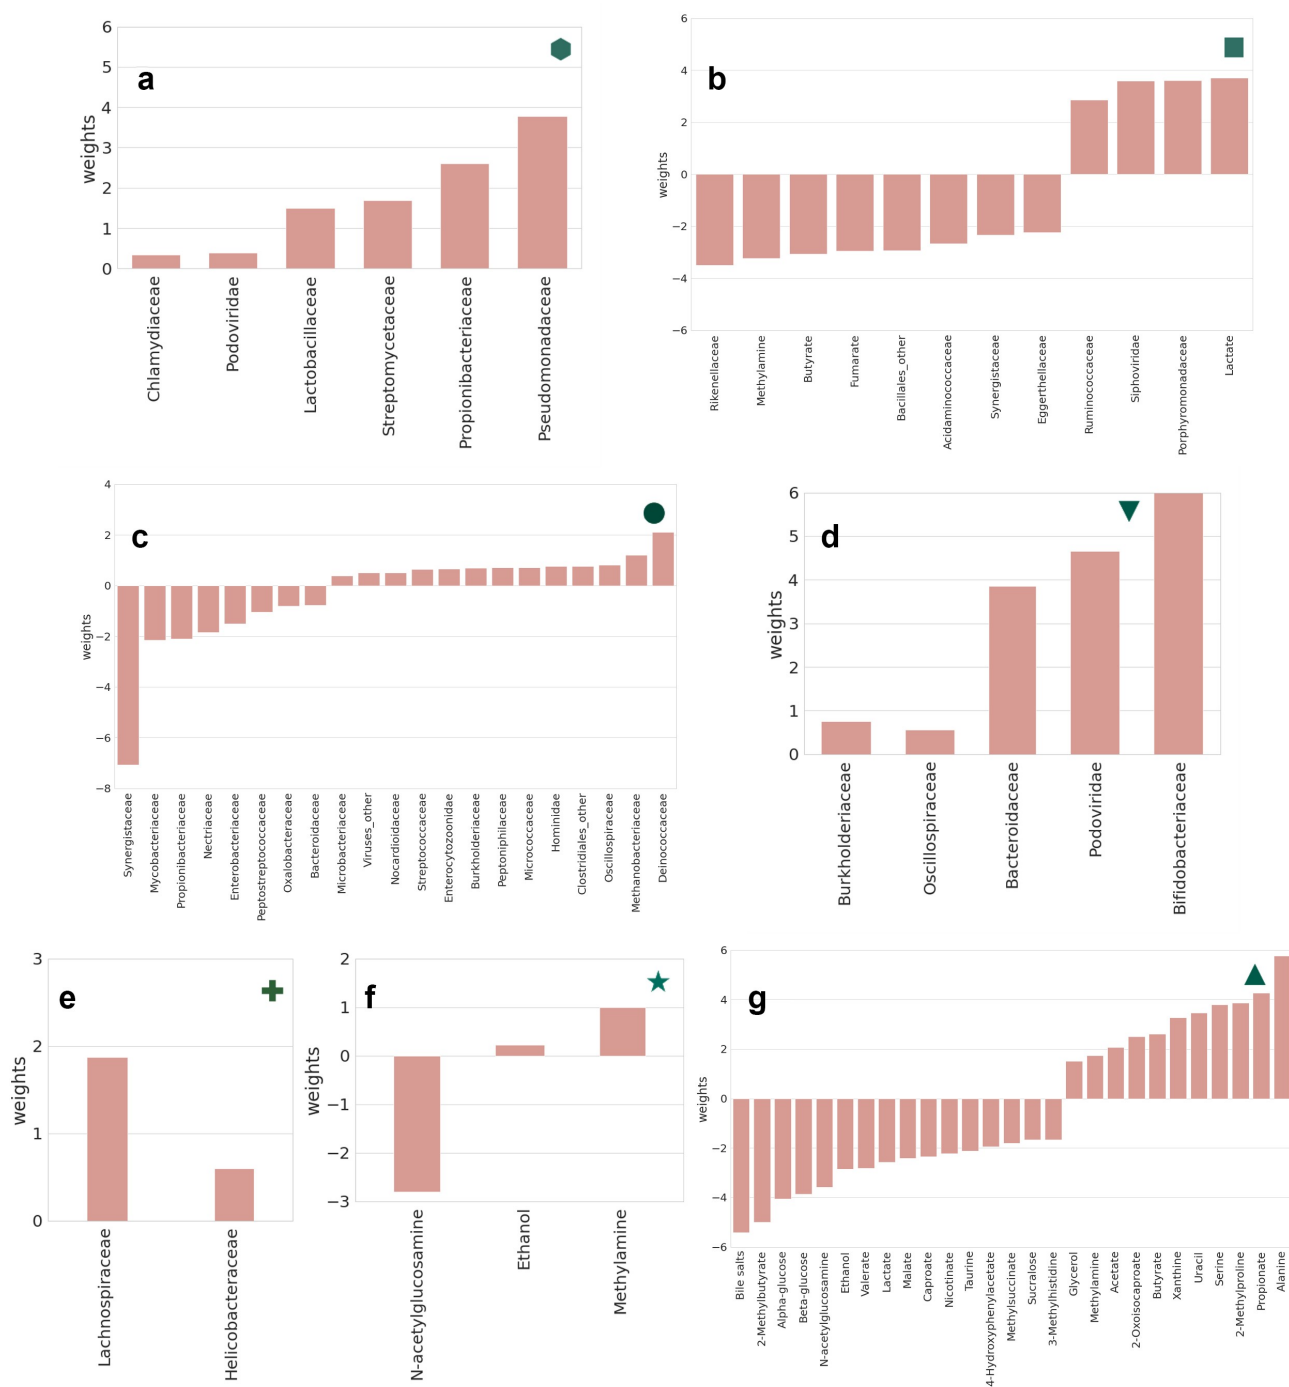 a
weights
6
5
4
3
2
1
0
Chlamydiaceae
Podoviridae
Lactobacillaceae
Streptomycetaceae
Propionibacteriaceae
Pseudomonadaceae
b
weights
6
4
2
0
−2
−4
−6
Rikenellaceae
Methylamine
Butyrate
Fumarate
Bacillales_other
Acidaminococcaceae
Synergistaceae
Eggerthellaceae
Ruminococcaceae
Siphoviridae
Porphyromonadaceae
Lactate
c
weights
4
2
0
−2
−4
−6
−8
Synergistaceae
Mycobacteriaceae
Propionibacteriaceae
Nectriaceae
Enterobacteriaceae
Peptostreptococcaceae
Oxalobacteraceae
Bacteroidaceae
Microbacteriaceae
Viruses_other
Nocardioidaceae
Streptococcaceae
Enterocytozoonidae
Burkholderiaceae
Peptoniphilaceae
Micrococcaceae
Hominidae
Clostridiales_other
Oscillospiraceae
Methanobacteriaceae
Deinococcaceae
d
weights
6
5
4
3
2
1
0
Burkholderiaceae
Oscillospiraceae
Bacteroidaceae
Podoviridae
Bifidobacteriaceae
e
weights
3
2
1
0
Lachnospiraceae
Helicobacteraceae
f
weights
2
1
0
−1
−2
−3
N-acetylglucosamine
Ethanol
Methylamine
g
weights
6
4
2
0
−2
−4
−6
Bile salts
2-Methylbutyrate
Alpha-glucose
Beta-glucose
N-acetylglucosamine
Ethanol
Valerate
Lactate
Malate
Caproate
Nicotinate
Taurine
4-Hydroxyphenylacetate
Methylsuccinate
Sucralose
3-Methylhistidine
Glycerol
Methylamine
Acetate
2-Oxoisocaproate
Butyrate
Xanthine
Uracil
Serine
2-Methylproline
Propionate
Alanine